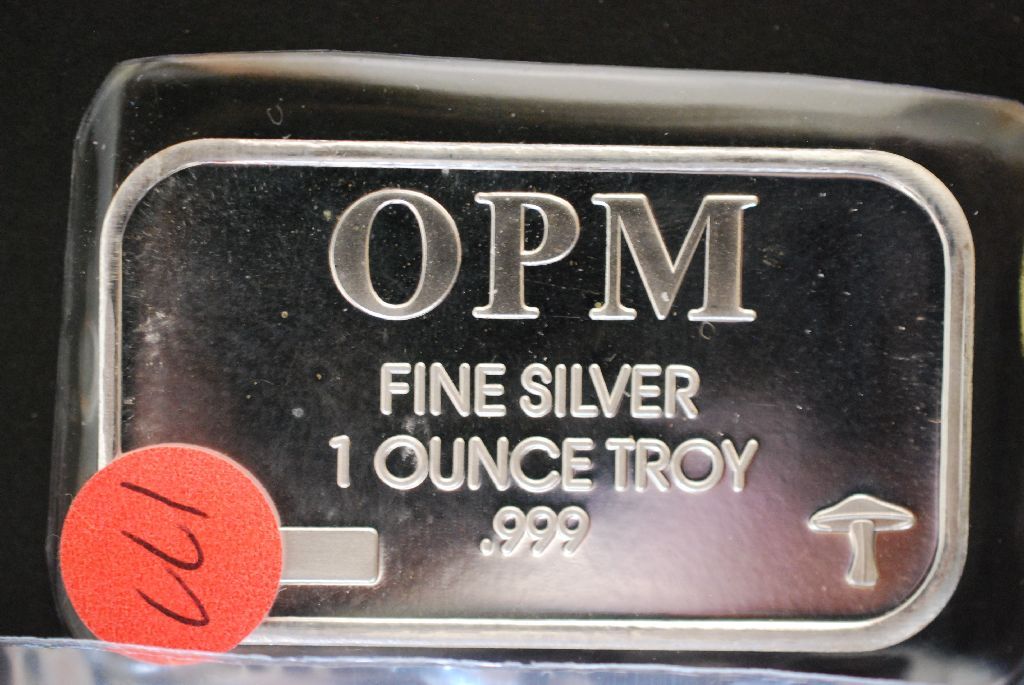 OPM
FINE SILVER
1 OUNCE TROY
.999